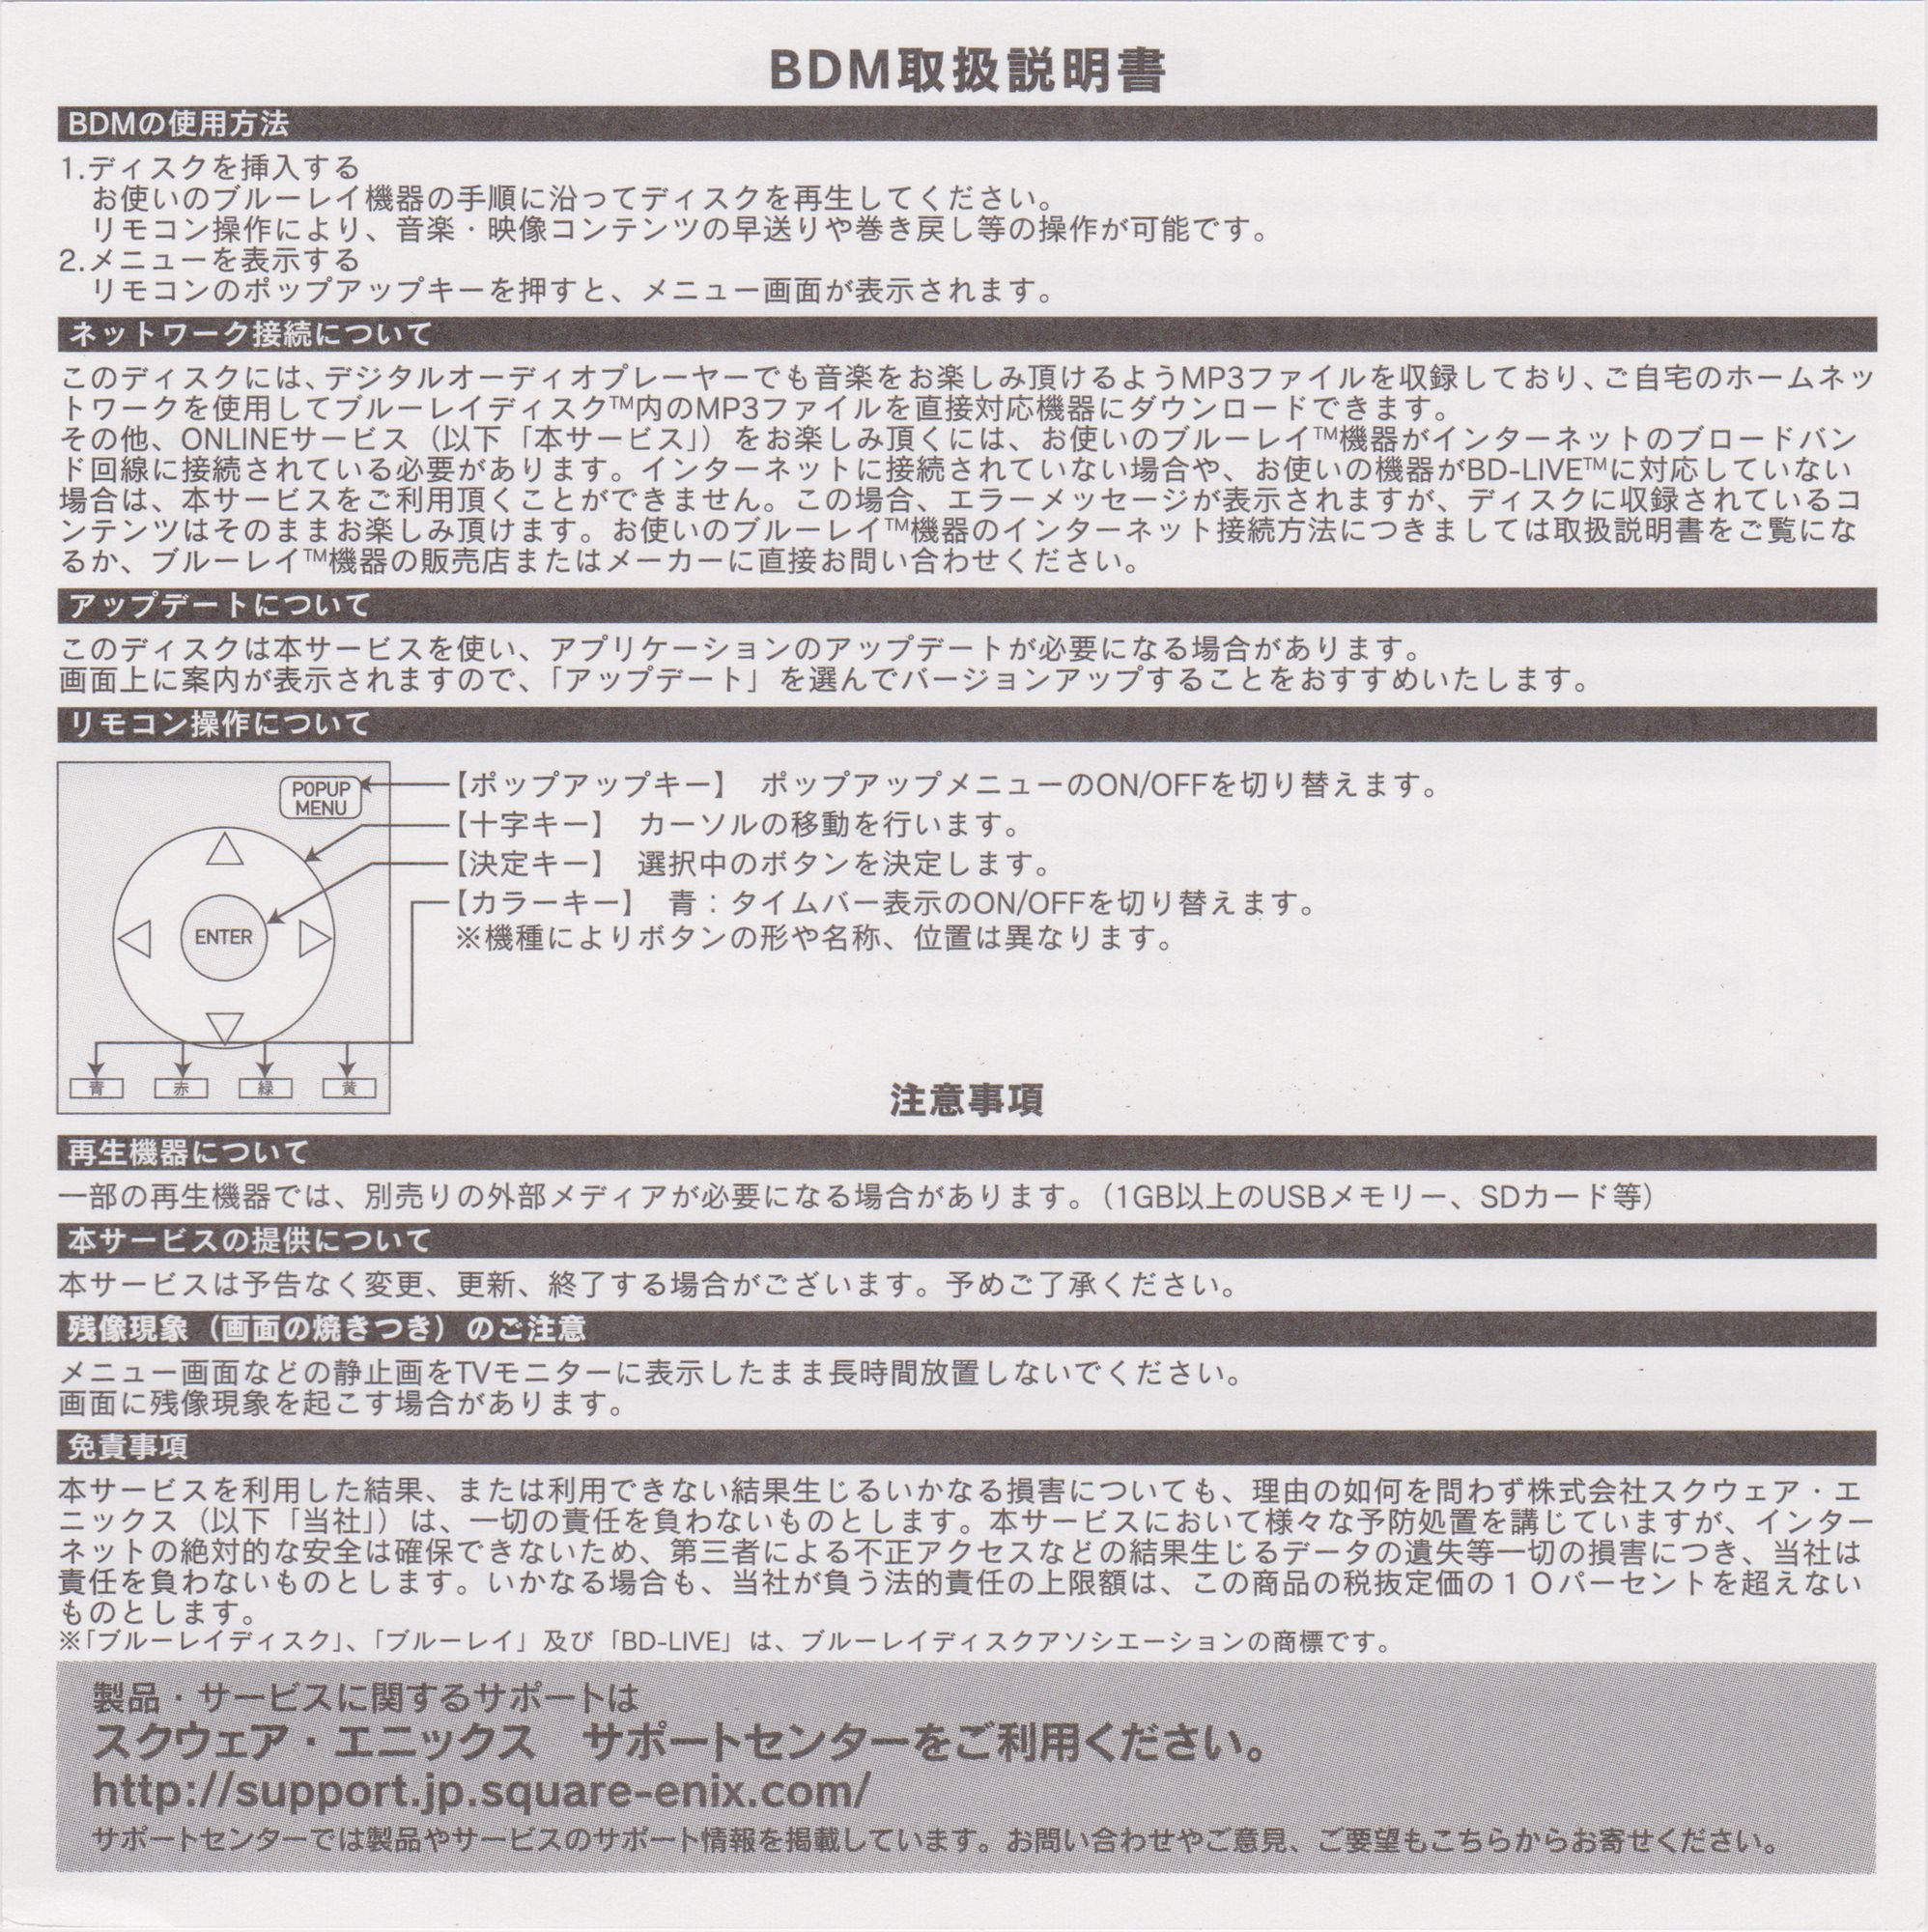 BDM取扱説明書
BDMの使用方法
1.ディスクを挿入する
お使いのブルーレイ機器の手順に沿ってディスクを再生してください。
リモコン操作により、音楽・映像コンテンツの早送りや巻き戻し等の操作が可能です。
2.メニューを表示する
リモコンのポップアップキーを押すと、メニュー画面が表示されます。
ネットワーク接続について
このディスクには、デジタルオーディオプレーヤーでも音楽をお楽しみ頂けるようMP3ファイルを収録しており、ご自宅のホームネッ
トワークを使用してブルーレイディスク™内のMP3ファイルを直接対応機器にダウンロードできます。
その他、ONLINEサービス（以下「本サービス」）をお楽しみ頂くには、お使いのブルーレイ™機器がインターネットのブロードバン
ド回線に接続されている必要があります。インターネットに接続されていない場合や、お使いの機器がBD-LIVE™に対応していない
場合は、本サービスをご利用頂くことができません。この場合、エラーメッセージが表示されますが、ディスクに収録されているコ
ンテンツはそのままお楽しみ頂けます。お使いのブルーレイ™機器のインターネット接続方法につきましては取扱説明書をご覧にな
るか、ブルーレイ™機器の販売店またはメーカーに直接お問い合わせください。
アップデートについて
このディスクは本サービスを使い、アプリケーションのアップデートが必要になる場合があります。
画面上に案内が表示されますので、「アップデート」を選んでバージョンアップすることをおすすめいたします。
リモコン操作について
POPUP
MENU
【ポップアップキー】 ポップアップメニューのON/OFFを切り替えます。
【十字キー】 カーソルの移動を行います。
【決定キー】 選択中のボタンを決定します。
【カラーキー】 青：タイムバー表示のON/OFFを切り替えます。
※機種によりボタンの形や名称、位置は異なります。
ENTER
青 赤 緑 黄
注意事項
再生機器について
一部の再生機器では、別売りの外部メディアが必要になる場合があります。（1GB以上のUSBメモリー、SDカード等）
本サービスの提供について
本サービスは予告なく変更、更新、終了する場合がございます。予めご了承ください。
残像現象（画面の焼きつき）のご注意
メニュー画面などの静止画をTVモニターに表示したまま長時間放置しないでください。
画面に残像現象を起こす場合があります。
免責事項
本サービスを利用した結果、または利用できない結果生じるいかなる損害についても、理由の如何を問わず株式会社スクウェア・エ
ニックス（以下「当社」）は、一切の責任を負わないものとします。本サービスにおいて様々な予防処置を講じていますが、インター
ネットの絶対的な安全は確保できないため、第三者による不正アクセスなどの結果生じるデータの遺失等一切の損害につき、当社は
責任を負わないものとします。いかなる場合も、当社が負う法的責任の上限額は、この商品の税抜定価の１０パーセントを超えない
ものとします。
※「ブルーレイディスク」、「ブルーレイ」及び「BD-LIVE」は、ブルーレイディスクアソシエーションの商標です。
製品・サービスに関するサポートは
スクウェア・エニックス サポートセンターをご利用ください。
http://support.jp.square-enix.com/
サポートセンターでは製品やサービスのサポート情報を掲載しています。お問い合わせやご意見、ご要望もこちらからお寄せください。